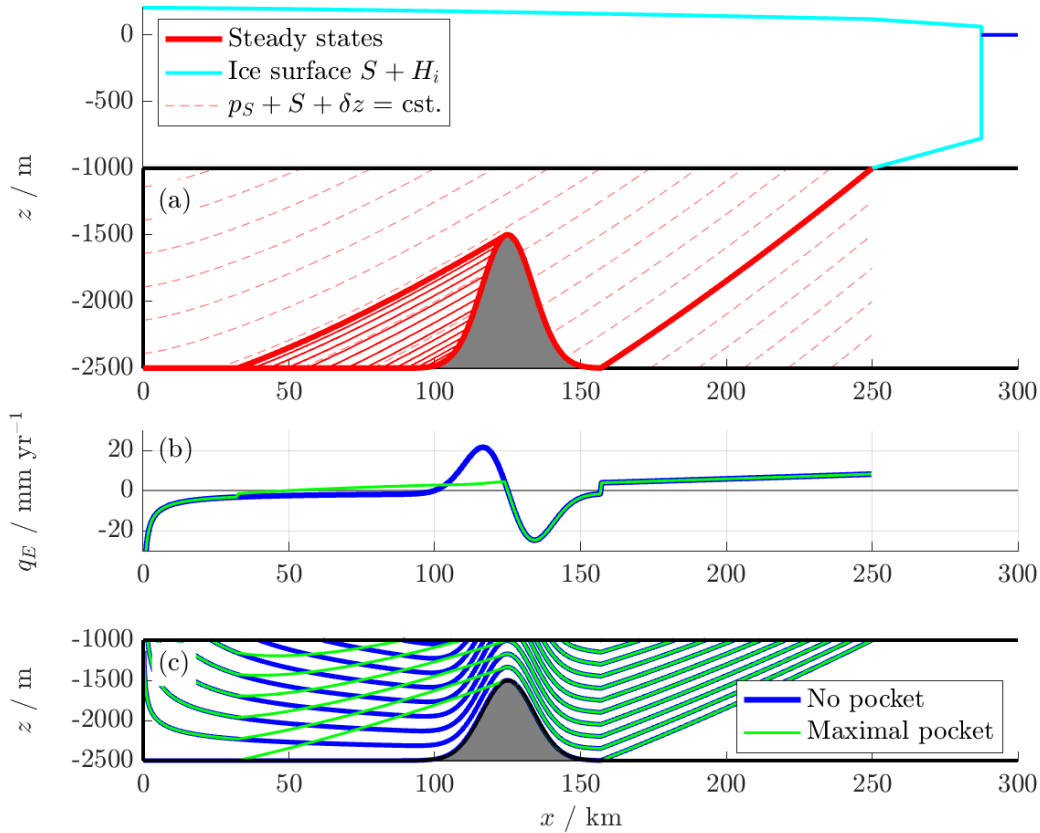 0
-500
-1000
-1500
-2000
-2500
z / m
Steady states
Ice surface S + H_i
p_S + S + δz = cst.
(a)
0 50 100 150 200 250 300
20
0
-20
q_E / mm yr⁻¹
(b)
0 50 100 150 200 250 300
-1000
-1500
-2000
-2500
z / m
(c)
No pocket
Maximal pocket
0 50 100 150 200 250 300
x / km